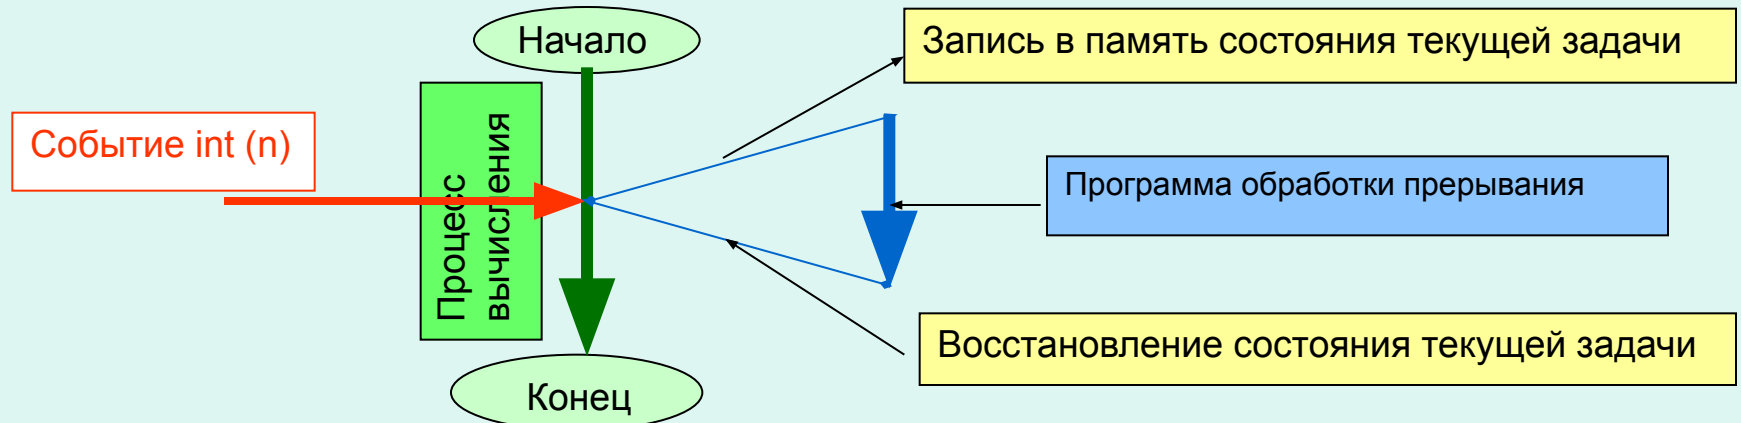 Начало
Запись в память состояния текущей задачи
Событие int (n)
Процесс
вычисления
Программа обработки прерывания
Восстановление состояния текущей задачи
Конец